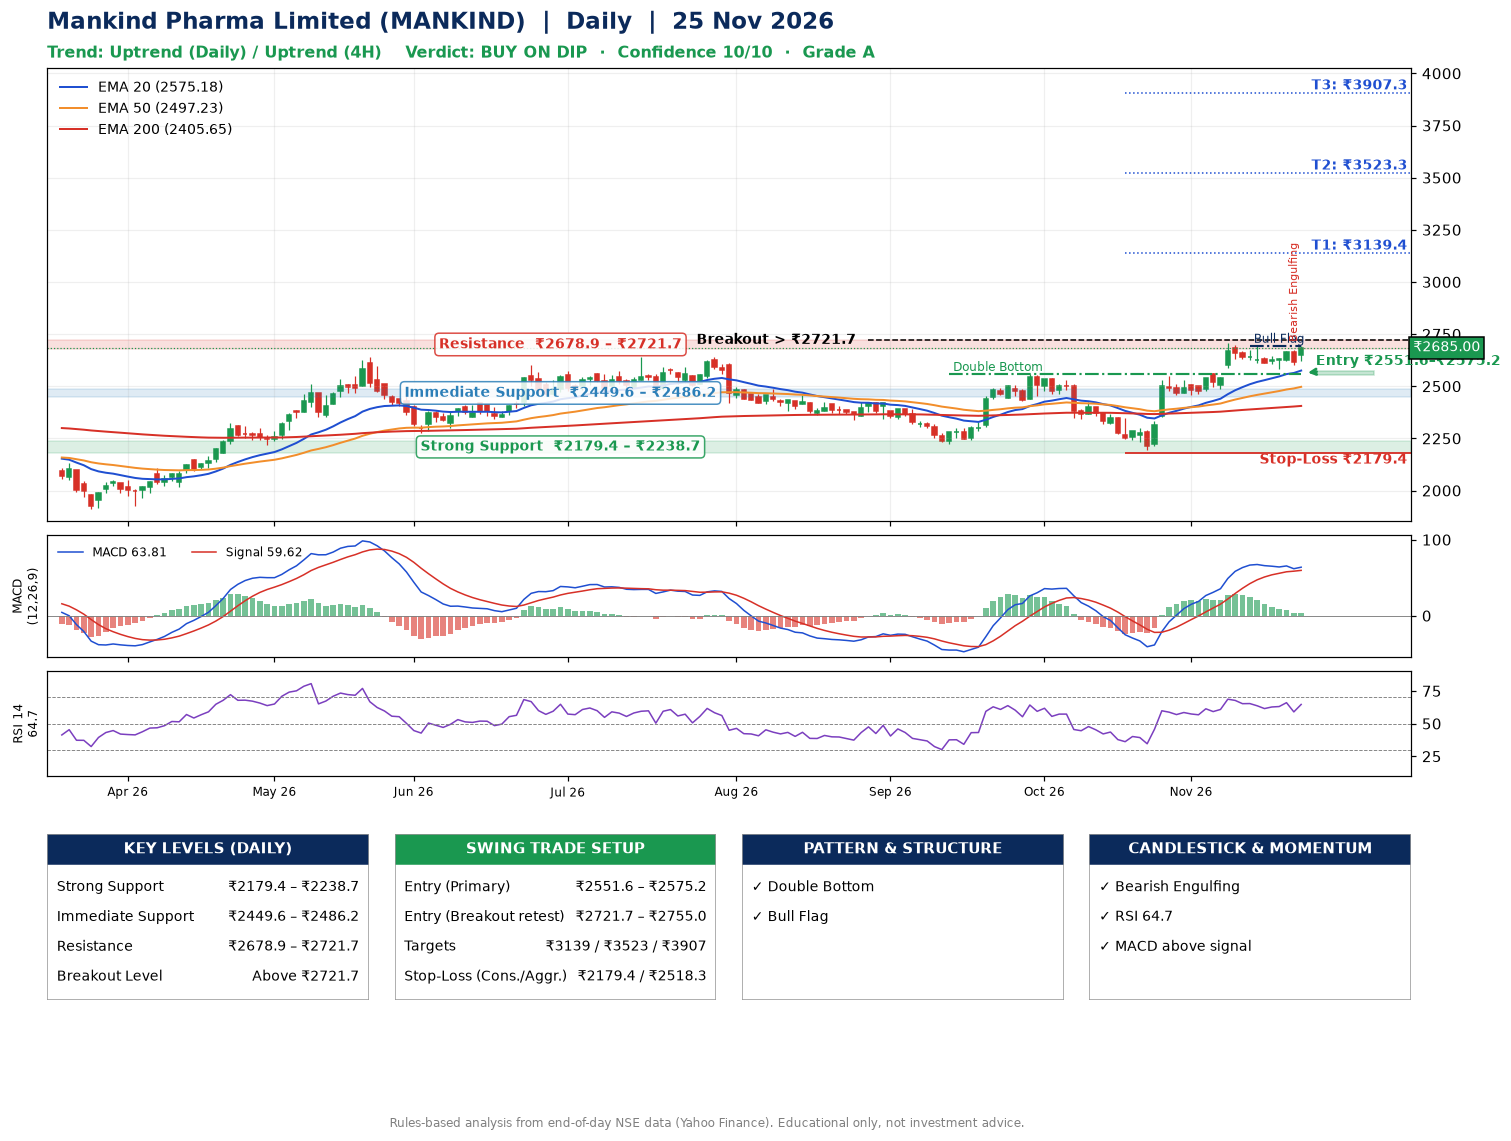 Mankind Pharma Limited (MANKIND) | Daily | 25 Nov 2026
Trend: Uptrend (Daily) / Uptrend (4H) Verdict: BUY ON DIP · Confidence 10/10 · Grade A
EMA 20 (2575.18)
EMA 50 (2497.23)
EMA 200 (2405.65)
T3: ₹3907.3
T2: ₹3523.3
T1: ₹3139.4
Bearish Engulfing
Bull Flag
Resistance ₹2678.9 – ₹2721.7
Breakout > ₹2721.7
₹2685.00
Entry ₹2551.6–₹2575.2
Double Bottom
Immediate Support ₹2449.6 – ₹2486.2
Strong Support ₹2179.4 – ₹2238.7
Stop-Loss ₹2179.4
4000
3750
3500
3250
3000
2750
2500
2250
2000
MACD 63.81
Signal 59.62
MACD
(12,26,9)
100
0
RSI 14
64.7
75
50
25
Apr 26
May 26
Jun 26
Jul 26
Aug 26
Sep 26
Oct 26
Nov 26
KEY LEVELS (DAILY)
Strong Support ₹2179.4 – ₹2238.7
Immediate Support ₹2449.6 – ₹2486.2
Resistance ₹2678.9 – ₹2721.7
Breakout Level Above ₹2721.7
SWING TRADE SETUP
Entry (Primary) ₹2551.6 – ₹2575.2
Entry (Breakout retest) ₹2721.7 – ₹2755.0
Targets ₹3139 / ₹3523 / ₹3907
Stop-Loss (Cons./Aggr.) ₹2179.4 / ₹2518.3
PATTERN & STRUCTURE
✓ Double Bottom
✓ Bull Flag
CANDLESTICK & MOMENTUM
✓ Bearish Engulfing
✓ RSI 64.7
✓ MACD above signal
Rules-based analysis from end-of-day NSE data (Yahoo Finance). Educational only, not investment advice.